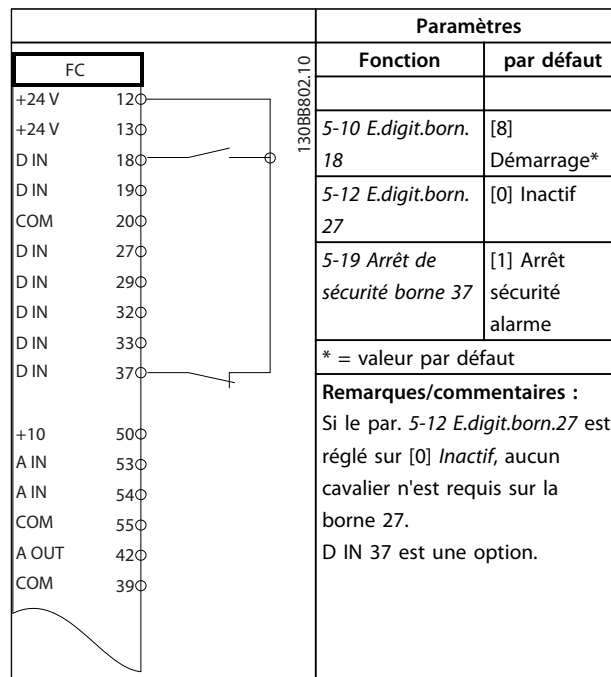 FC
+24 V 12
+24 V 13
D IN 18
D IN 19
COM 20
D IN 27
D IN 29
D IN 32
D IN 33
D IN 37
+10 50
A IN 53
A IN 54
COM 55
A OUT 42
COM 39
130BB802.10
Paramètres
Fonction par défaut
5-10 E.digit.born. [8]
18 Démarrage*
5-12 E.digit.born. [0] Inactif
27
5-19 Arrêt de [1] Arrêt
sécurité borne 37 sécurité
alarme
* = valeur par défaut
Remarques/commentaires :
Si le par. 5-12 E.digit.born.27 est
réglé sur [0] Inactif, aucun
cavalier n'est requis sur la
borne 27.
D IN 37 est une option.